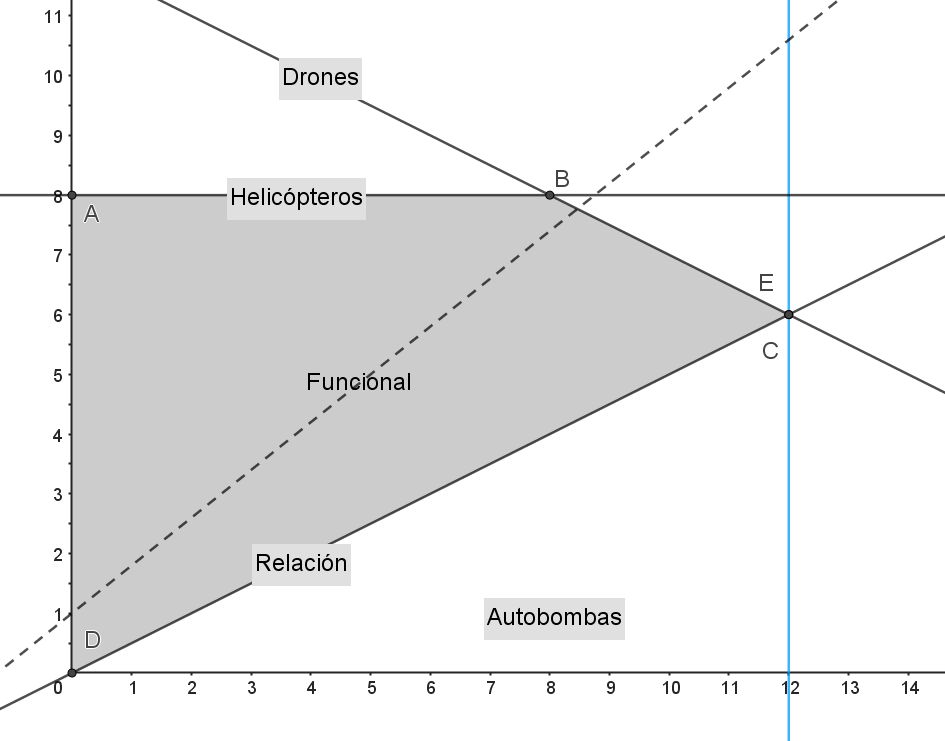 11
10
Drones
9
B
8
Helicópteros
A
7
E
6
C
5
Funcional
4
3
2
Relación
1
Autobombas
D
0 1 2 3 4 5 6 7 8 9 10 11 12 13 14